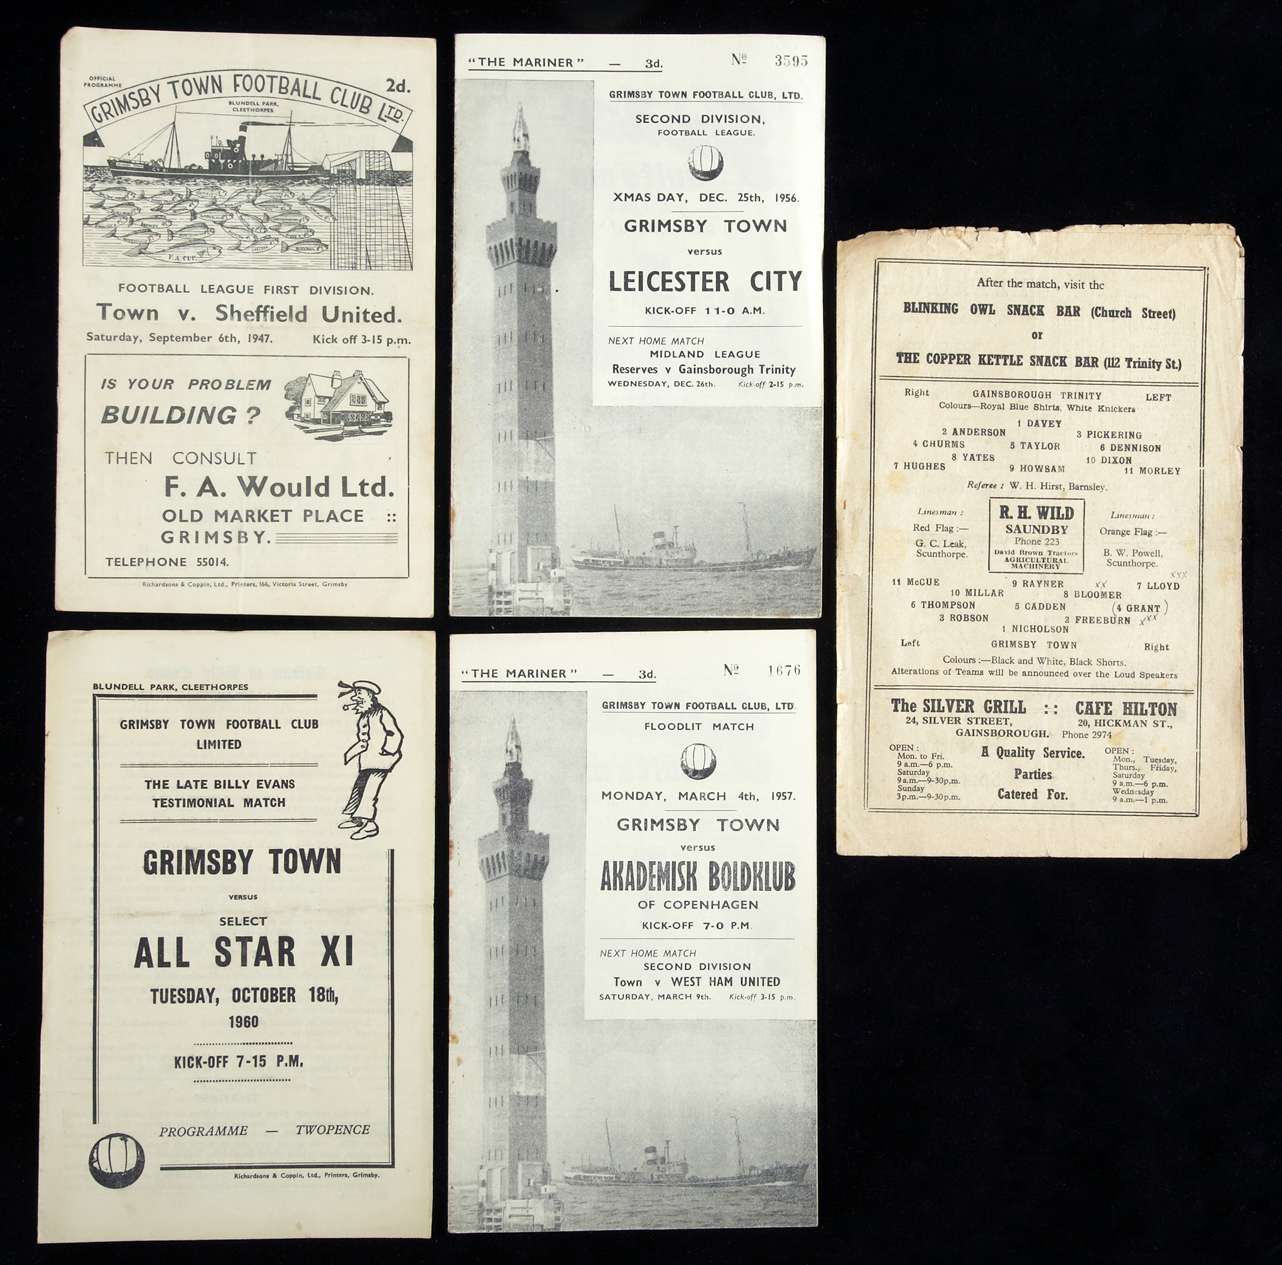 OFFICIAL
PROGRAMME
2d.
GRIMSBY TOWN FOOTBALL CLUB LTD.
BLUNDELL PARK,
CLEETHORPES
F.A. CUP.
FOOTBALL LEAGUE FIRST DIVISION.
Town v. Sheffield United.
Saturday, September 6th, 1947. Kick off 3-15 p.m.
IS YOUR PROBLEM
BUILDING ?
THEN CONSULT
F. A. Would Ltd.
OLD MARKET PLACE ::
GRIMSBY.
TELEPHONE 55014.
Richardsons & Coppin, Ltd., Printers, 166, Victoria Street, Grimsby
"THE MARINER" — 3d. No 3595
GRIMSBY TOWN FOOTBALL CLUB, LTD.
SECOND DIVISION,
FOOTBALL LEAGUE.
XMAS DAY, DEC. 25th, 1956.
GRIMSBY TOWN
versus
LEICESTER CITY
KICK-OFF 11-0 A.M.
NEXT HOME MATCH
MIDLAND LEAGUE
Reserves v Gainsborough Trinity
WEDNESDAY, DEC. 26th. Kick-off 2-15 p.m.
After the match, visit the
BLINKING OWL SNACK BAR (Church Street)
or
THE COPPER KETTLE SNACK BAR (112 Trinity St.)
Right GAINSBOROUGH TRINITY LEFT
Colours—Royal Blue Shirts, White Knickers
1 DAVEY
2 ANDERSON 3 PICKERING
4 CHURMS 5 TAYLOR 6 DENNISON
8 YATES 10 DIXON
7 HUGHES 9 HOWSAM 11 MORLEY
Referee : W. H. Hirst, Barnsley.
Linesman :
Red Flag :—
G. C. Leak,
Scunthorpe.
R. H. WILD
SAUNDBY
Phone 223
David Brown Tractors
AGRICULTURAL
MACHINERY
Linesman :
Orange Flag :—
B. W. Powell,
Scunthorpe.
xxx
11 McCUE 9 RAYNER xx 7 LLOYD
10 MILLAR 8 BLOOMER
6 THOMPSON 5 CADDEN (4 GRANT)
3 ROBSON 2 FREEBURN xxx
1 NICHOLSON
Left GRIMSBY TOWN Right
Colours :—Black and White, Black Shorts.
Alterations of Teams will be announced over the Loud Speakers
The SILVER GRILL :: CAFE HILTON
24, SILVER STREET, 20, HICKMAN ST.,
GAINSBOROUGH. Phone 2974
OPEN :
Mon. to Fri.
9 a.m.—6 p.m.
Saturday
9 a.m.—9-30p.m.
Sunday
3 p.m.—9-30p.m.
A Quality Service.
Parties
Catered For.
OPEN :
Mon., Tuesday,
Thurs., Friday,
Saturday
9 a.m.—6 p.m.
Wednesday
9 a.m.—1 p.m.
BLUNDELL PARK, CLEETHORPES
GRIMSBY TOWN FOOTBALL CLUB
LIMITED
THE LATE BILLY EVANS
TESTIMONIAL MATCH
GRIMSBY TOWN
VERSUS
SELECT
ALL STAR XI
TUESDAY, OCTOBER 18th,
1960
KICK-OFF 7-15 P.M.
PROGRAMME — TWOPENCE
Richardsons & Coppin, Ltd., Printers, Grimsby.
"THE MARINER" — 3d. No 1676
GRIMSBY TOWN FOOTBALL CLUB, LTD.
FLOODLIT MATCH
MONDAY, MARCH 4th, 1957.
GRIMSBY TOWN
versus
AKADEMISK BOLDKLUB
OF COPENHAGEN
KICK-OFF 7-0 P.M.
NEXT HOME MATCH
SECOND DIVISION
Town v WEST HAM UNITED
SATURDAY, MARCH 9th. Kick-off 3-15 p.m.